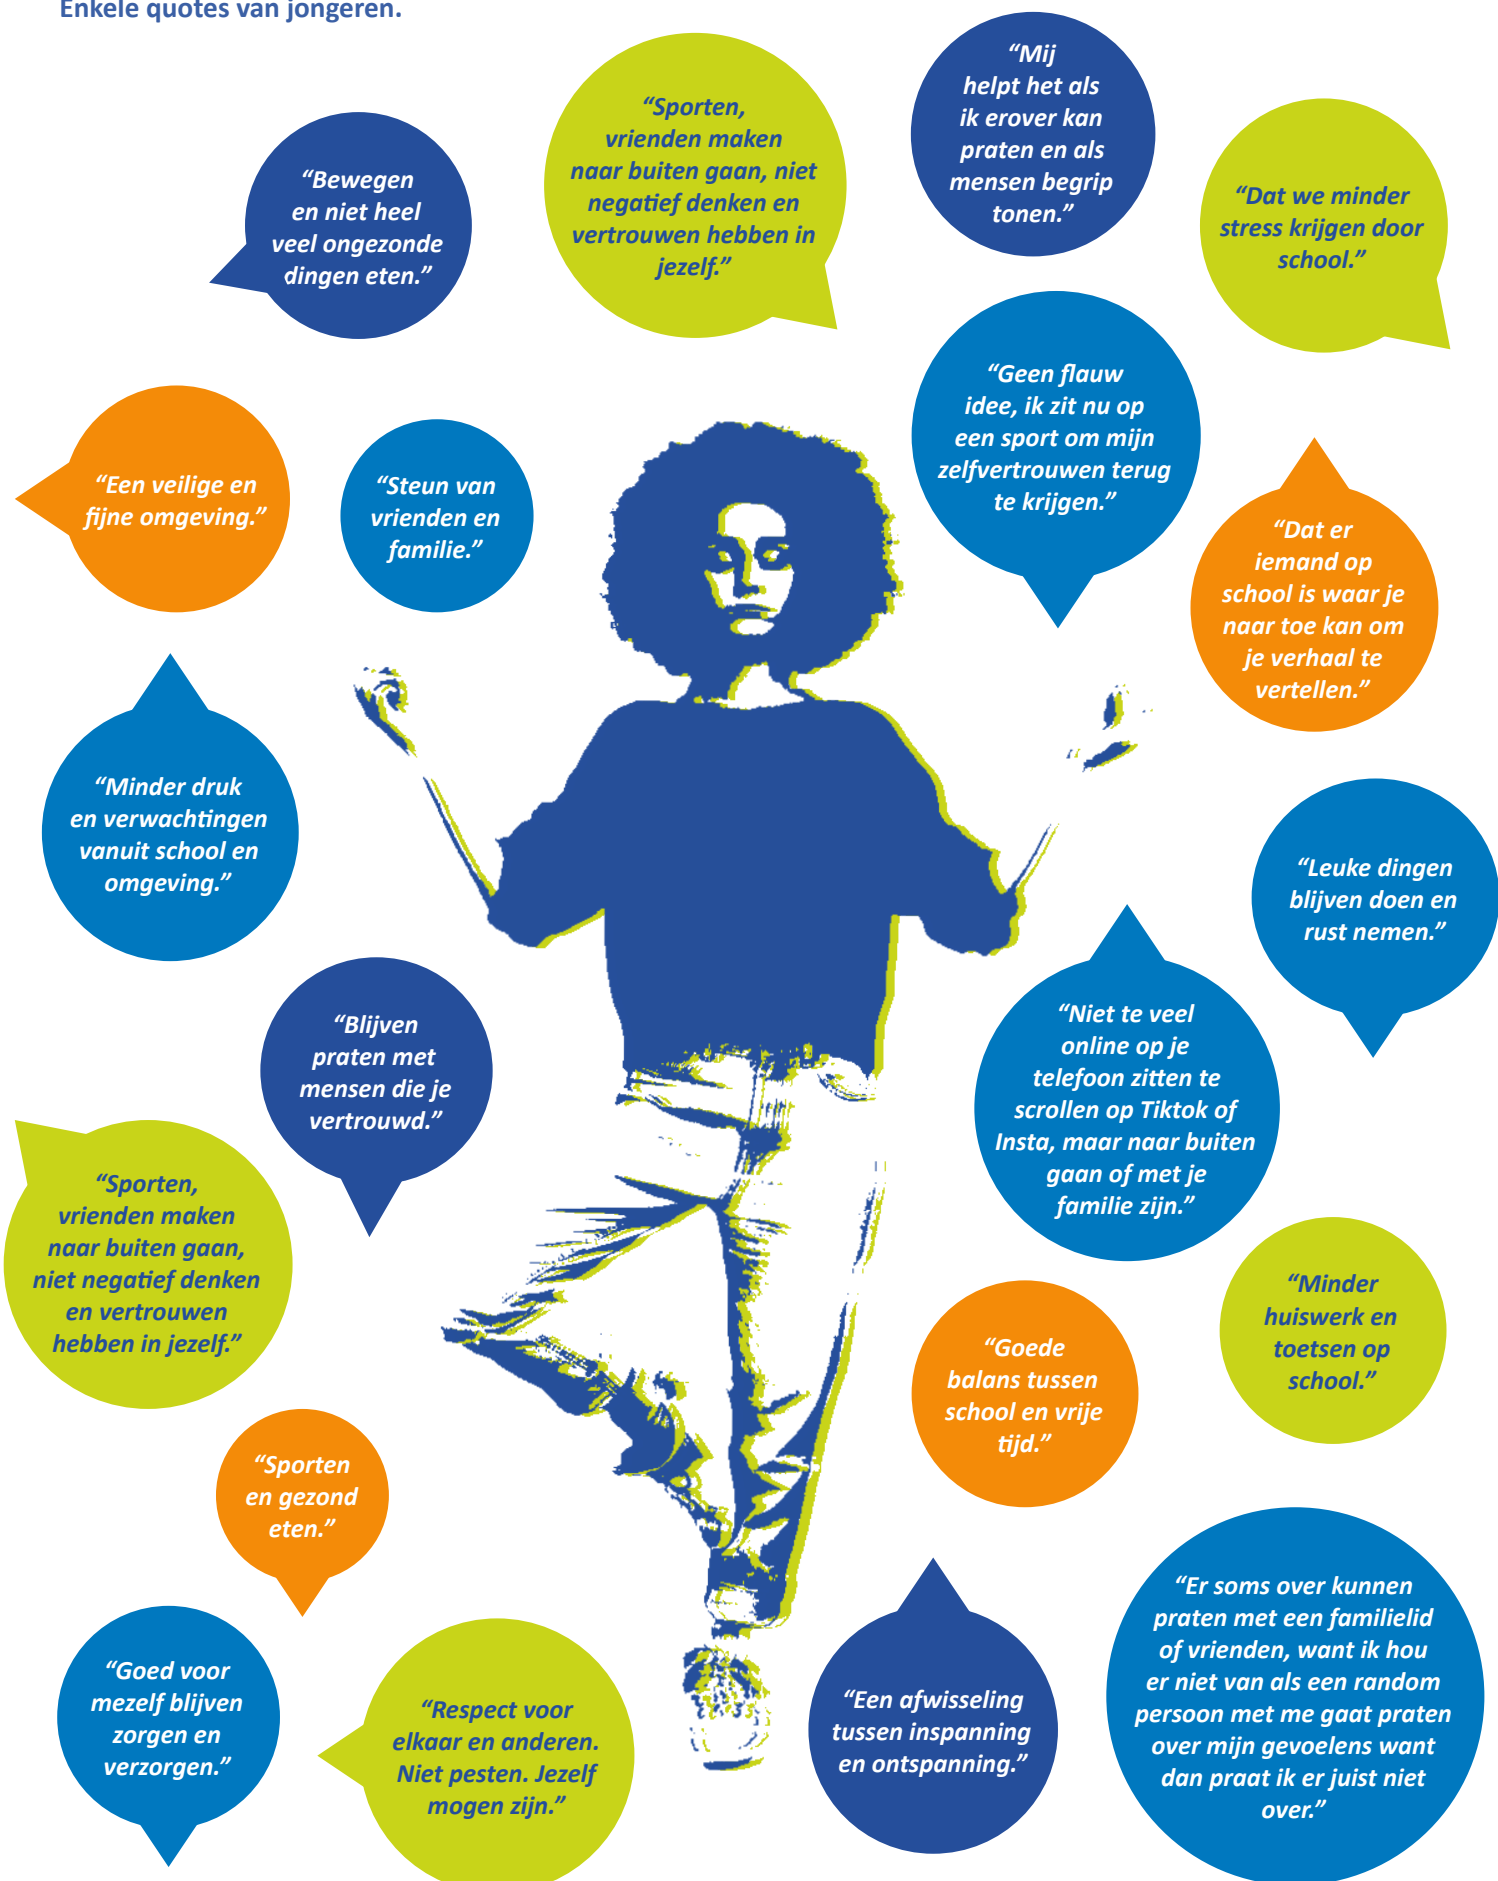 Enkele quotes van jongeren.
“Mij
helpt het als
ik erover kan
praten en als
mensen begrip
tonen.”
“Sporten,
vrienden maken
naar buiten gaan, niet
negatief denken en
vertrouwen hebben in
jezelf.”
“Bewegen
en niet heel
veel ongezonde
dingen eten.”
“Dat we minder
stress krijgen door
school.”
“Geen flauw
idee, ik zit nu op
een sport om mijn
zelfvertrouwen terug
te krijgen.”
“Een veilige en
fijne omgeving.”
“Steun van
vrienden en
familie.”
“Dat er
iemand op
school is waar je
naar toe kan om
je verhaal te
vertellen.”
“Minder druk
en verwachtingen
vanuit school en
omgeving.”
“Leuke dingen
blijven doen en
rust nemen.”
“Blijven
praten met
mensen die je
vertrouwd.”
“Niet te veel
online op je
telefoon zitten te
scrollen op Tiktok of
Insta, maar naar buiten
gaan of met je
familie zijn.”
“Sporten,
vrienden maken
naar buiten gaan,
niet negatief denken
en vertrouwen
hebben in jezelf.”
“Minder
huiswerk en
toetsen op
school.”
“Goede
balans tussen
school en vrije
tijd.”
“Sporten
en gezond
eten.”
“Er soms over kunnen
praten met een familielid
of vrienden, want ik hou
er niet van als een random
persoon met me gaat praten
over mijn gevoelens want
dan praat ik er juist niet
over.”
“Goed voor
mezelf blijven
zorgen en
verzorgen.”
“Respect voor
elkaar en anderen.
Niet pesten. Jezelf
mogen zijn.”
“Een afwisseling
tussen inspanning
en ontspanning.”